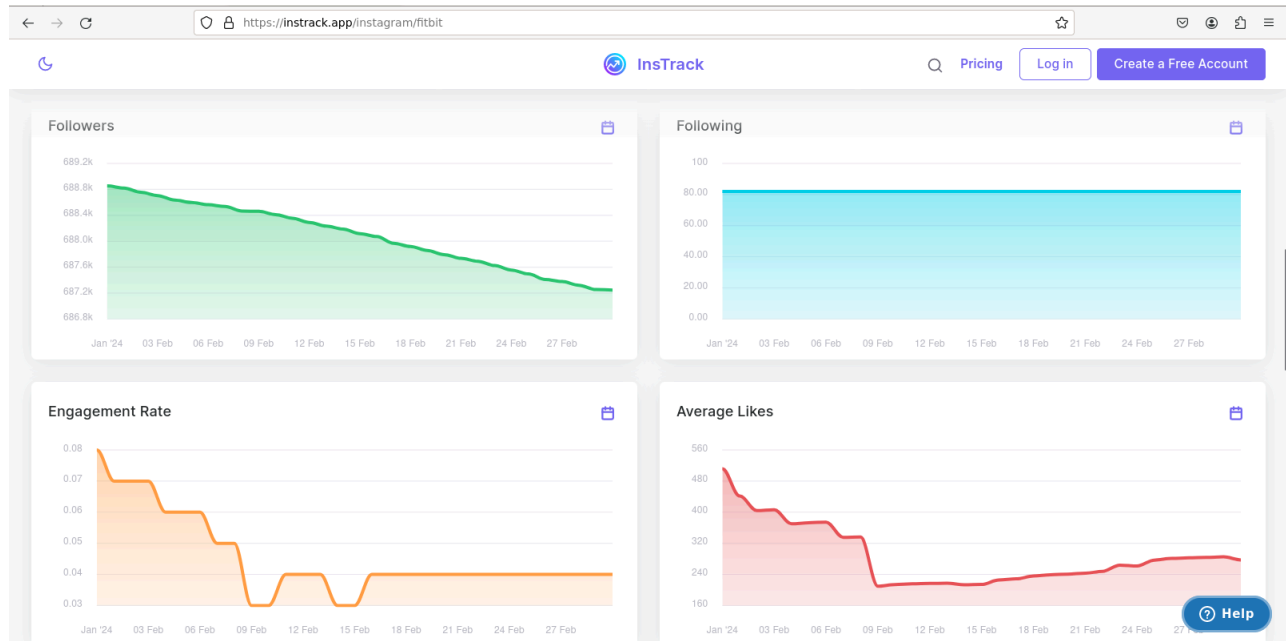 https://instrack.app/instagram/fitbit
InsTrack
Pricing
Log in
Create a Free Account
Followers
689.2k
688.8k
688.4k
688.0k
687.6k
687.2k
686.8k
Jan '24 03 Feb 06 Feb 09 Feb 12 Feb 15 Feb 18 Feb 21 Feb 24 Feb 27 Feb
Following
100
80.00
60.00
40.00
20.00
0.00
Jan '24 03 Feb 06 Feb 09 Feb 12 Feb 15 Feb 18 Feb 21 Feb 24 Feb 27 Feb
Engagement Rate
0.08
0.07
0.06
0.05
0.04
0.03
Jan '24 03 Feb 06 Feb 09 Feb 12 Feb 15 Feb 18 Feb 21 Feb 24 Feb 27 Feb
Average Likes
560
480
400
320
240
160
Jan '24 03 Feb 06 Feb 09 Feb 12 Feb 15 Feb 18 Feb 21 Feb 24 Feb
Help